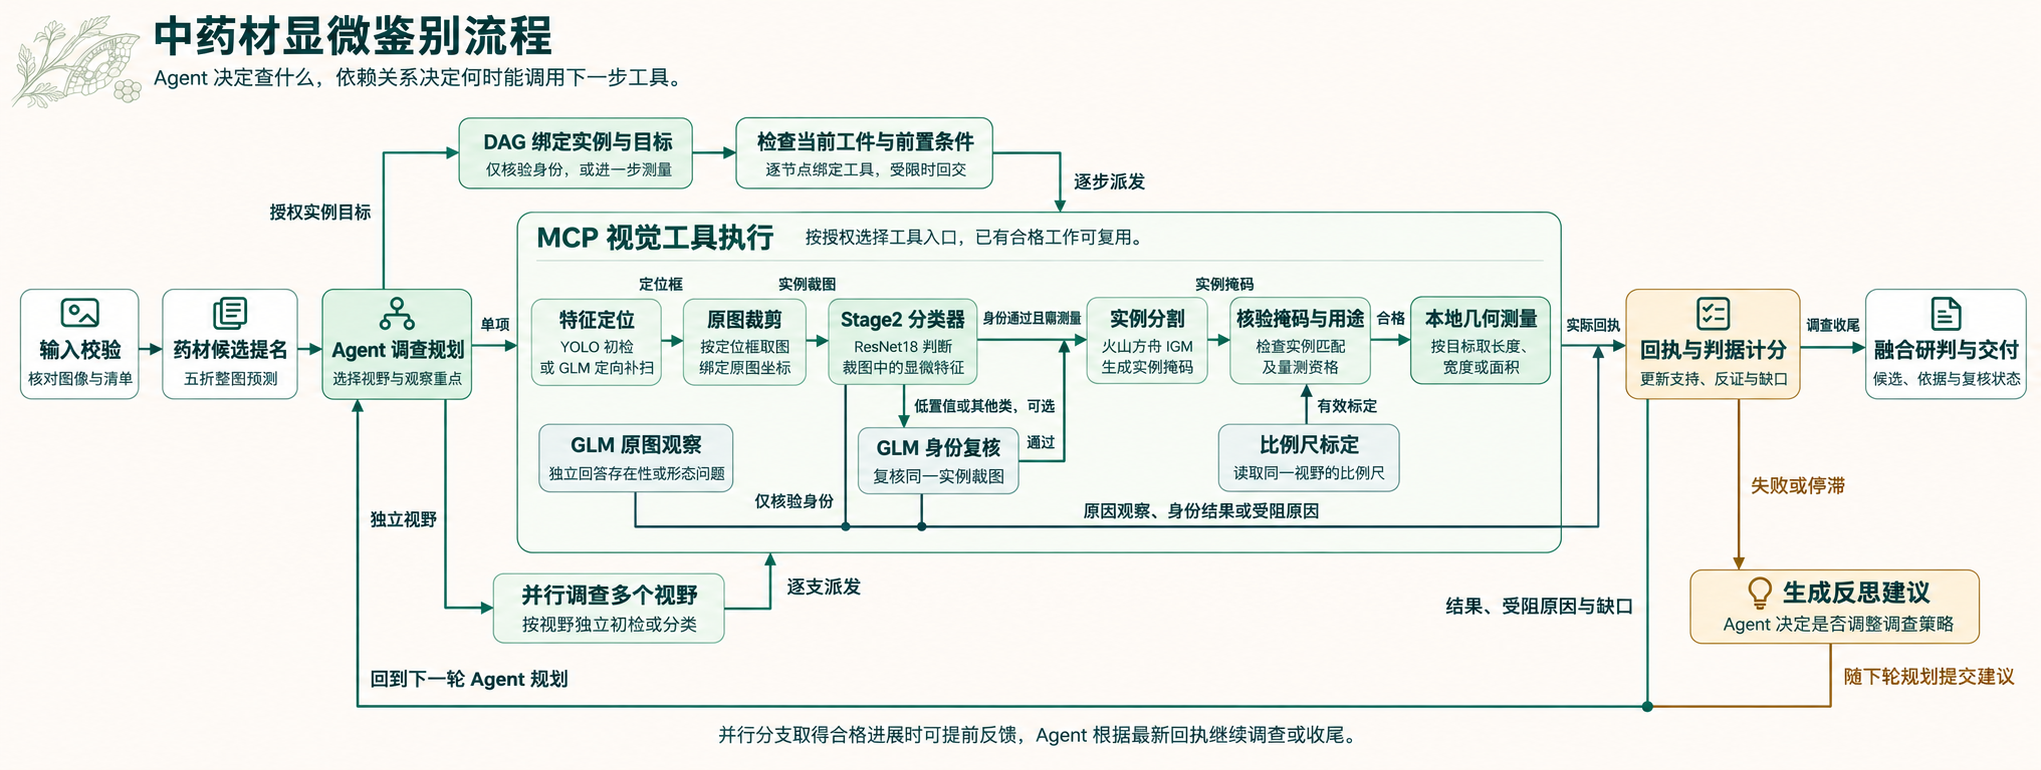 中药材显微鉴别流程
Agent 决定查什么，依赖关系决定何时能调用下一步工具。
DAG 绑定实例与目标
仅核验身份，或进一步测量
检查当前工件与前置条件
逐节点绑定工具，受限时回交
逐步派发
授权实例目标
MCP 视觉工具执行
按授权选择工具入口，已有合格工作可复用。
输入校验
核对图像与清单
药材候选提名
五折整图预测
Agent 调查规划
选择视野与观察重点
单项
特征定位
YOLO 初检
或 GLM 定向补扫
定位框
原图裁剪
按定位框取图
绑定原图坐标
实例截图
Stage2 分类器
ResNet18 判断
裁图中的显微特征
身份通过且需测量
实例分割
火山方舟 IGM
生成实例掩码
实例掩码
核验掩码与用途
检查实例匹配
及量测资格
合格
本地几何测量
按目标取长度、
宽度或面积
实际回执
回执与判据计分
更新支持、反证与缺口
调查收尾
融合研判与交付
候选、依据与复核状态
低置值或其他类，可选
有效标定
GLM 原图观察
独立回答存在性或形态问题
GLM 身份复核
复核同一实例截图
通过
比例尺标定
读取同一视野的比例尺
仅核验身份
原因观察、身份结果或受阻原因
独立视野
失败或停滞
并行调查多个视野
按视野独立初检或分类
逐支派发
结果、受阻原因与缺口
生成反思建议
Agent 决定是否调整调查策略
回到下一轮 Agent 规划
随下轮规划提交建议
并行分支取得合格进展时可提前反馈，Agent 根据最新回执继续调查或收尾。